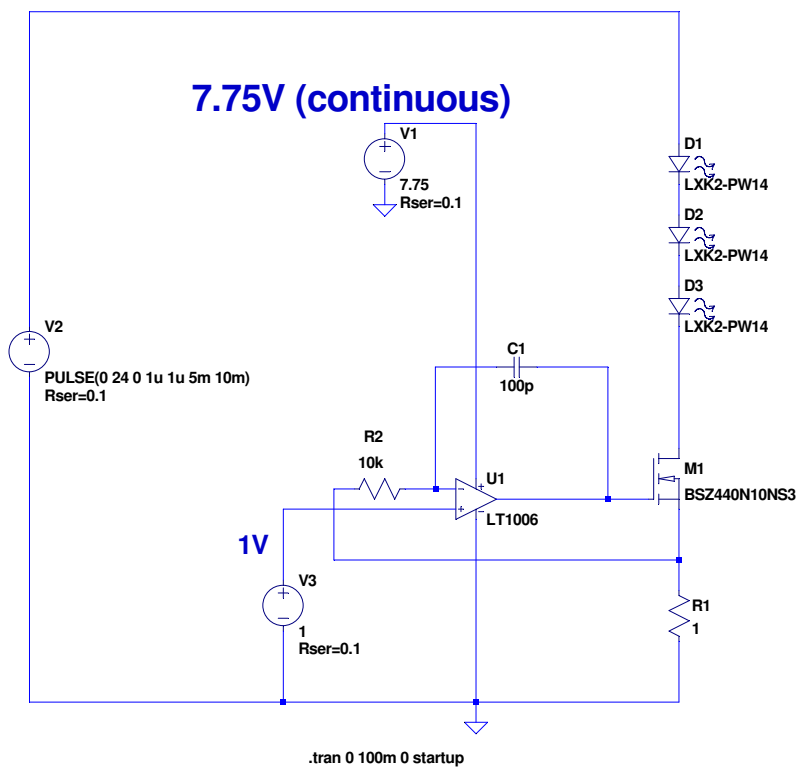 7.75V (continuous)
V1
7.75
Rser=0.1
D1
LXK2-PW14
D2
LXK2-PW14
D3
LXK2-PW14
V2
PULSE(0 24 0 1u 1u 5m 10m)
Rser=0.1
C1
100p
R2
10k
U1
LT1006
M1
BSZ440N10NS3
1V
V3
1
Rser=0.1
R1
1
.tran 0 100m 0 startup